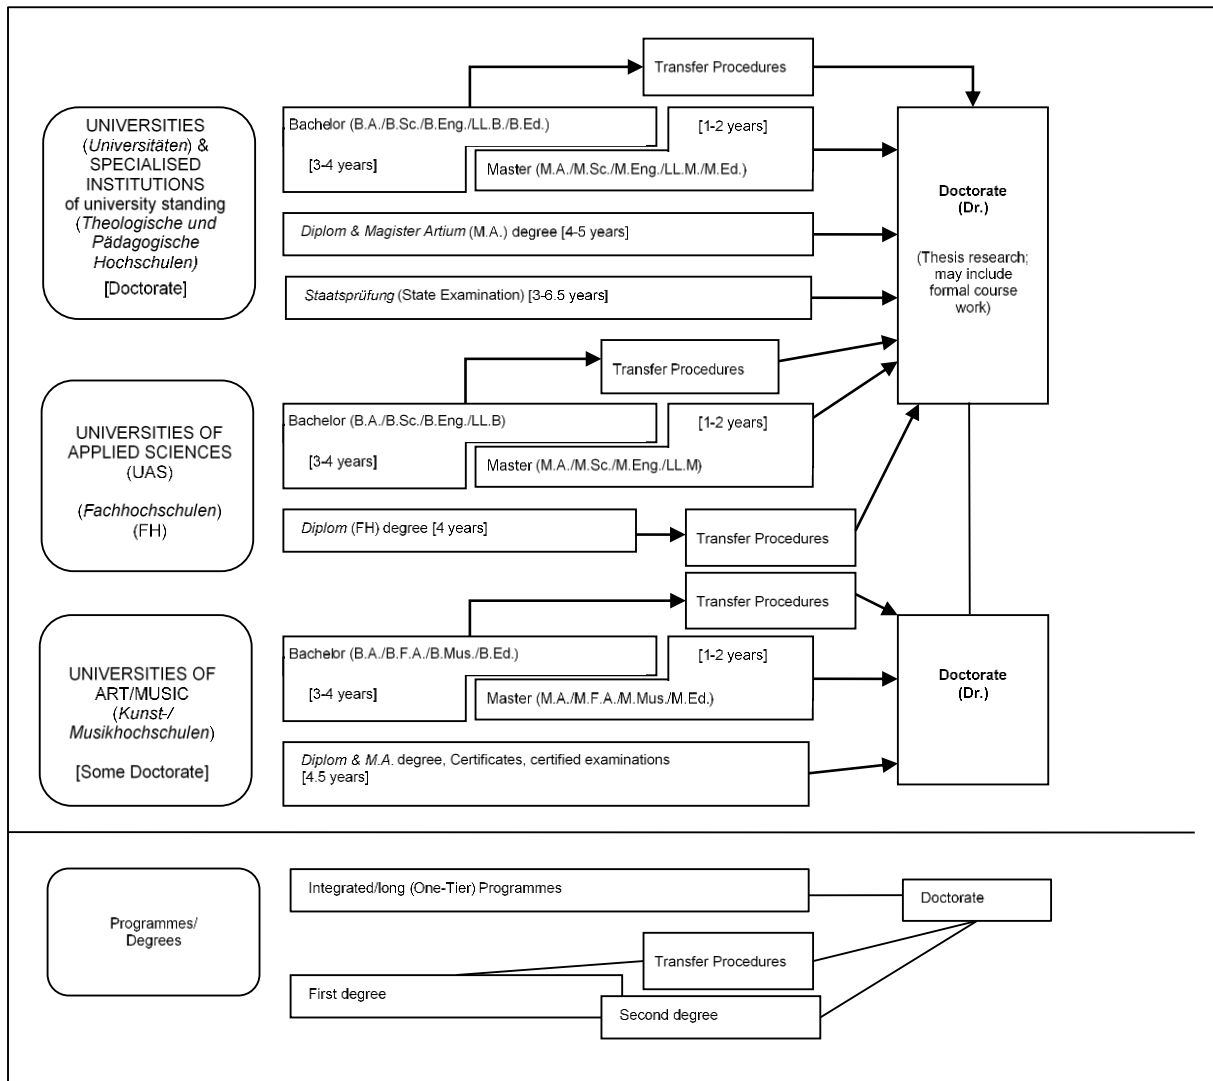 Transfer Procedures
UNIVERSITIES
(Universitäten) &
SPECIALISED
INSTITUTIONS
of university standing
(Theologische und
Pädagogische
Hochschulen)
[Doctorate]
Bachelor (B.A./B.Sc./B.Eng./LL.B./B.Ed.)
[3-4 years]
[1-2 years]
Master (M.A./M.Sc./M.Eng./LL.M./M.Ed.)
Diplom & Magister Artium (M.A.) degree [4-5 years]
Staatsprüfung (State Examination) [3-6.5 years]
Doctorate
(Dr.)
(Thesis research;
may include
formal course
work)
Transfer Procedures
UNIVERSITIES OF
APPLIED SCIENCES
(UAS)
(Fachhochschulen)
(FH)
Bachelor (B.A./B.Sc./B.Eng./LL.B)
[3-4 years]
[1-2 years]
Master (M.A./M.Sc./M.Eng./LL.M)
Diplom (FH) degree [4 years]
Transfer Procedures
Transfer Procedures
UNIVERSITIES OF
ART/MUSIC
(Kunst-/
Musikhochschulen)
[Some Doctorate]
Bachelor (B.A./B.F.A./B.Mus./B.Ed.)
[3-4 years]
[1-2 years]
Master (M.A./M.F.A./M.Mus./M.Ed.)
Diplom & M.A. degree, Certificates, certified examinations
[4.5 years]
Doctorate
(Dr.)
Programmes/
Degrees
Integrated/long (One-Tier) Programmes
Doctorate
Transfer Procedures
First degree
Second degree